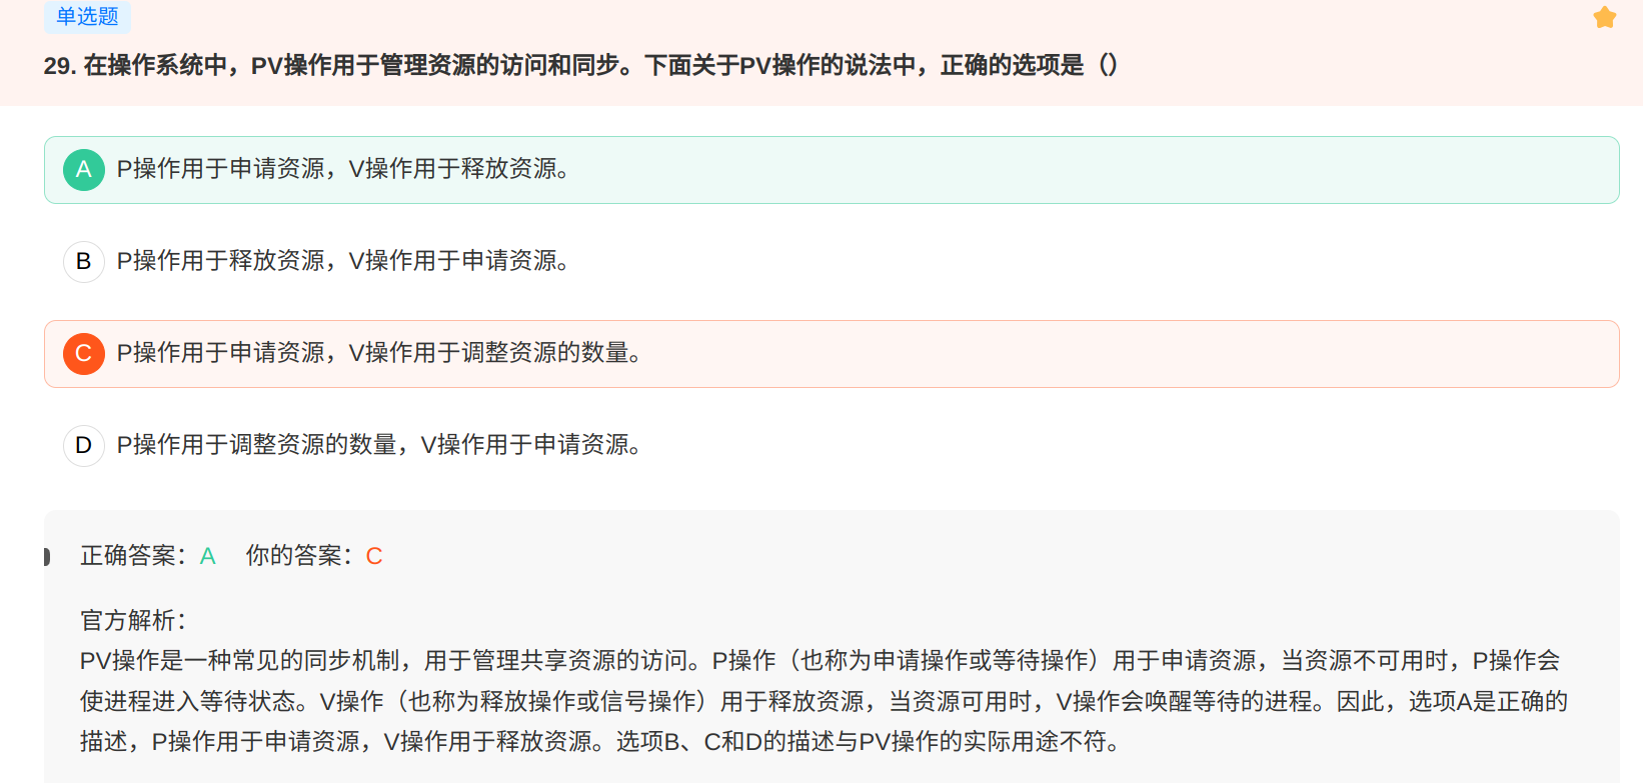 单选题
29. 在操作系统中，PV操作用于管理资源的访问和同步。下面关于PV操作的说法中，正确的选项是（）
A P操作用于申请资源，V操作用于释放资源。
B P操作用于释放资源，V操作用于申请资源。
C P操作用于申请资源，V操作用于调整资源的数量。
D P操作用于调整资源的数量，V操作用于申请资源。
正确答案：A 你的答案：C
官方解析：
PV操作是一种常见的同步机制，用于管理共享资源的访问。P操作（也称为申请操作或等待操作）用于申请资源，当资源不可用时，P操作会
使进程进入等待状态。V操作（也称为释放操作或信号操作）用于释放资源，当资源可用时，V操作会唤醒等待的进程。因此，选项A是正确的
描述，P操作用于申请资源，V操作用于释放资源。选项B、C和D的描述与PV操作的实际用途不符。